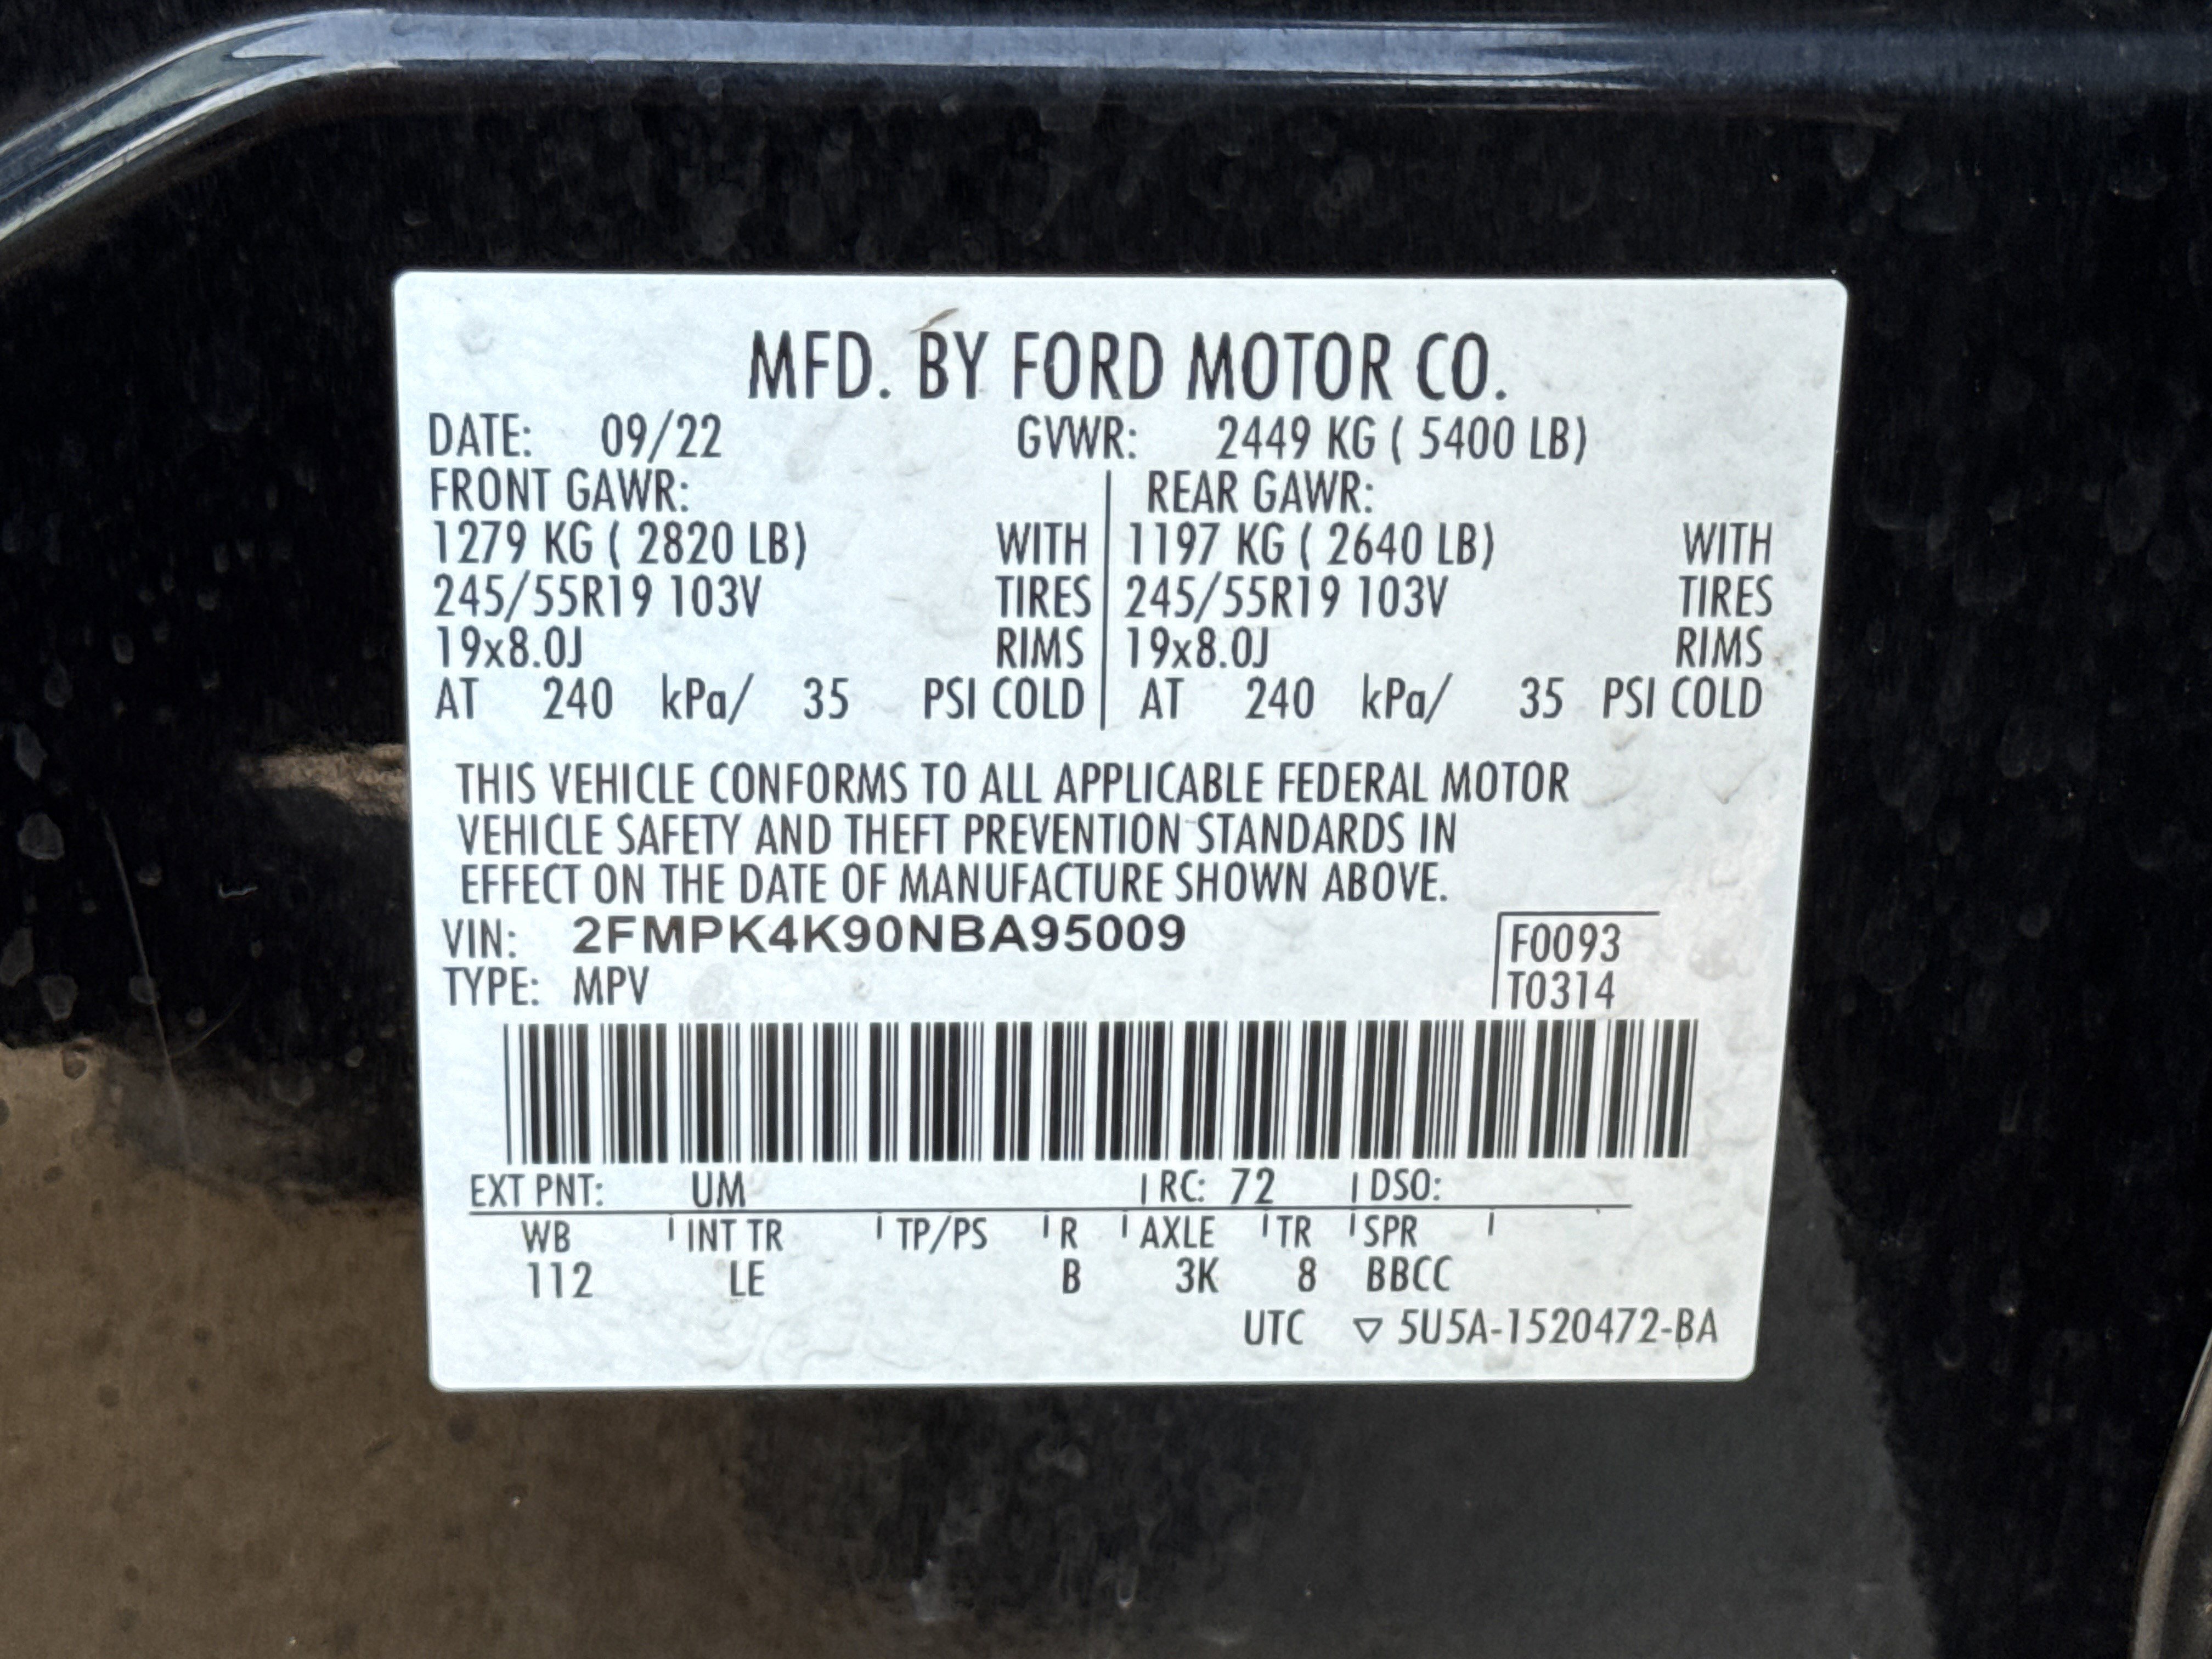 MFD. BY FORD MOTOR CO.
DATE: 09/22 GVWR: 2449 KG ( 5400 LB)
FRONT GAWR: REAR GAWR:
1279 KG ( 2820 LB) WITH 1197 KG ( 2640 LB) WITH
245/55R19 103V TIRES 245/55R19 103V TIRES
19x8.0J RIMS 19x8.0J RIMS
AT 240 kPa/ 35 PSI COLD AT 240 kPa/ 35 PSI COLD
THIS VEHICLE CONFORMS TO ALL APPLICABLE FEDERAL MOTOR
VEHICLE SAFETY AND THEFT PREVENTION STANDARDS IN
EFFECT ON THE DATE OF MANUFACTURE SHOWN ABOVE.
VIN: 2FMPK4K90NBA95009 F0093
TYPE: MPV T0314
EXT PNT: UM RC: 72 DSO:
WB INT TR TP/PS R AXLE TR SPR
112 LE B 3K 8 BBCC
UTC ▽ 5U5A-1520472-BA